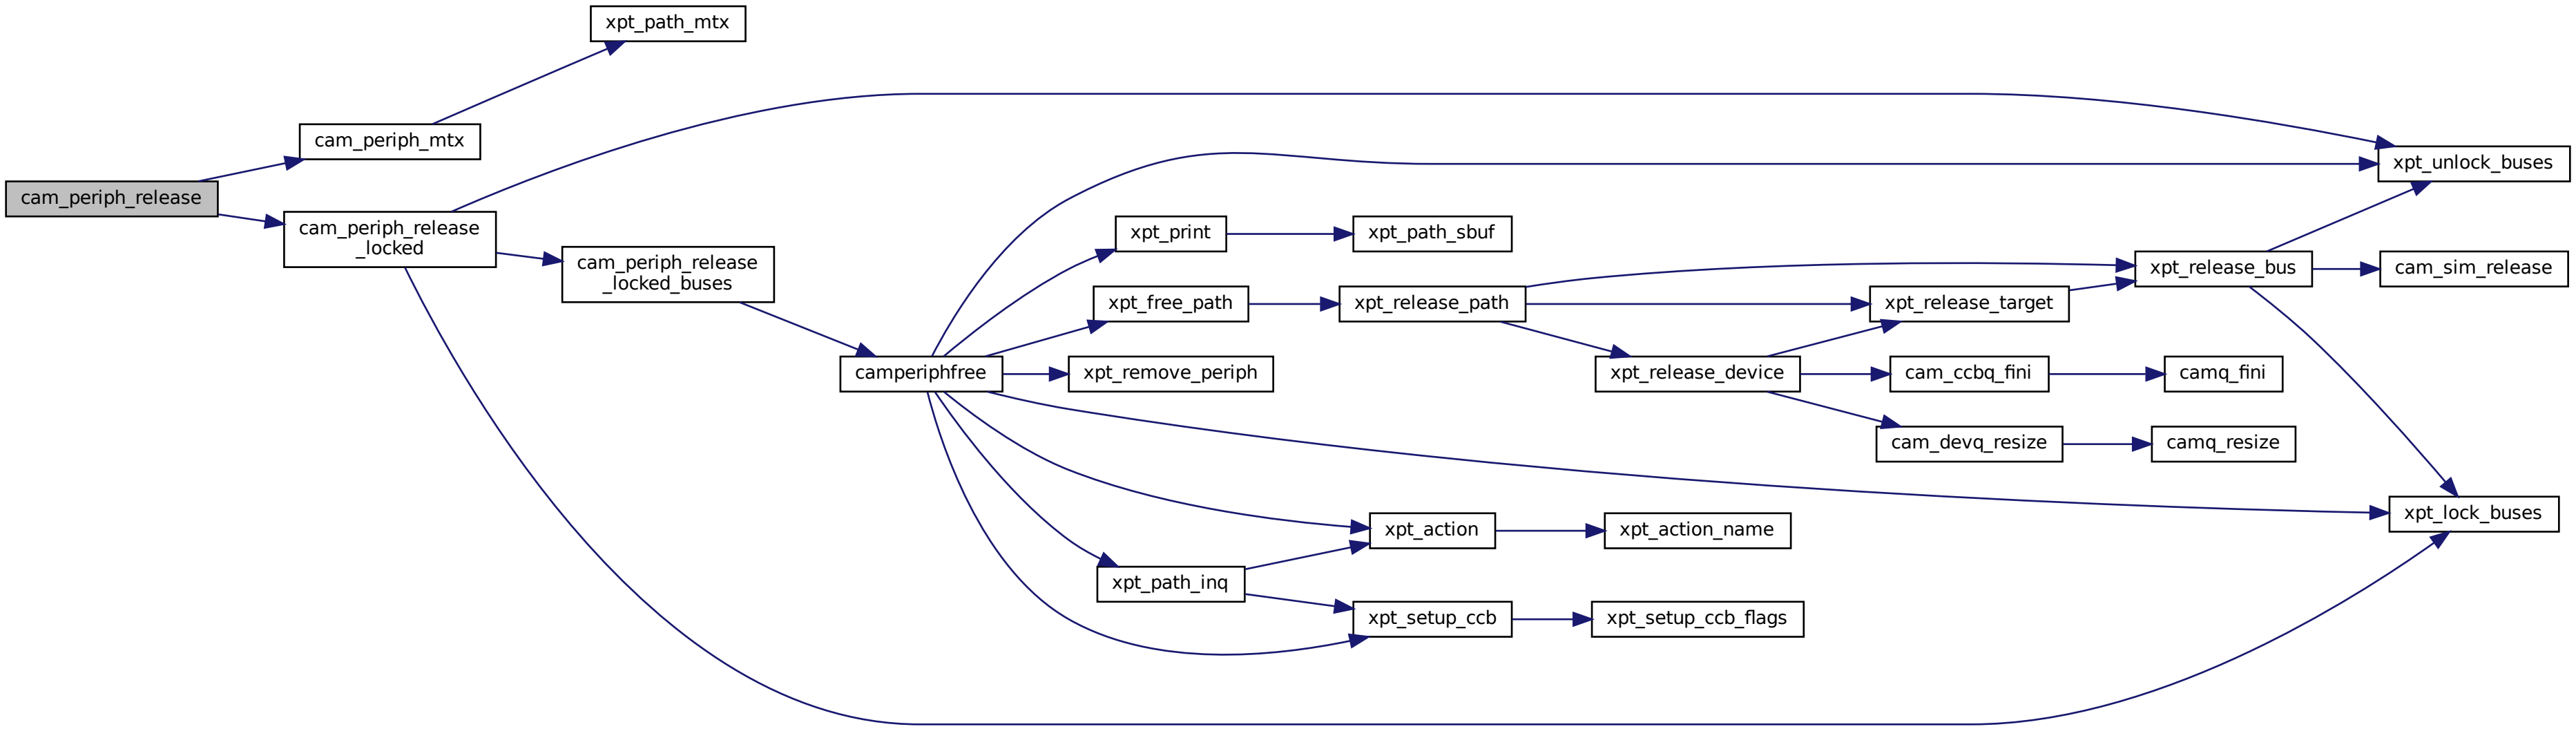 xpt_path_mtx
cam_periph_mtx
cam_periph_release
cam_periph_release
_locked
cam_periph_release
_locked_buses
camperiphfree
xpt_print
xpt_path_sbuf
xpt_free_path
xpt_release_path
xpt_remove_periph
xpt_release_device
xpt_release_target
xpt_release_bus
xpt_unlock_buses
cam_sim_release
cam_ccbq_fini
camq_fini
cam_devq_resize
camq_resize
xpt_lock_buses
xpt_action
xpt_action_name
xpt_path_inq
xpt_setup_ccb
xpt_setup_ccb_flags